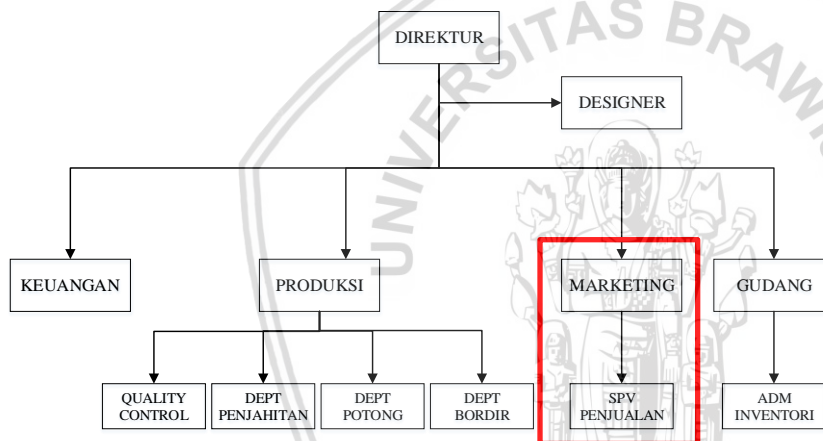 UNIVERSITAS BRAWI
DIREKTUR
DESIGNER
KEUANGAN
PRODUKSI
MARKETING
GUDANG
QUALITY
CONTROL
DEPT
PENJAHITAN
DEPT
POTONG
DEPT
BORDIR
SPV
PENJUALAN
ADM
INVENTORI